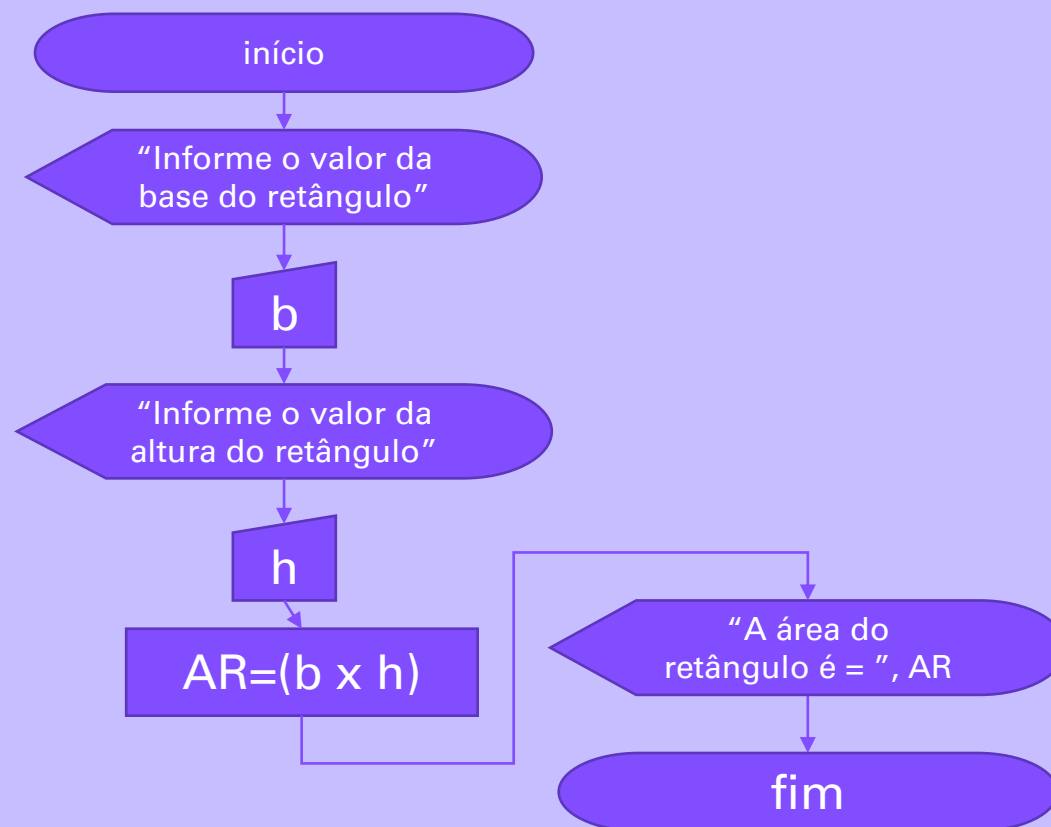 início
“Informe o valor da
base do retângulo”
b
“Informe o valor da
altura do retângulo”
h
AR=(b x h)
“A área do
retângulo é = ”, AR
fim